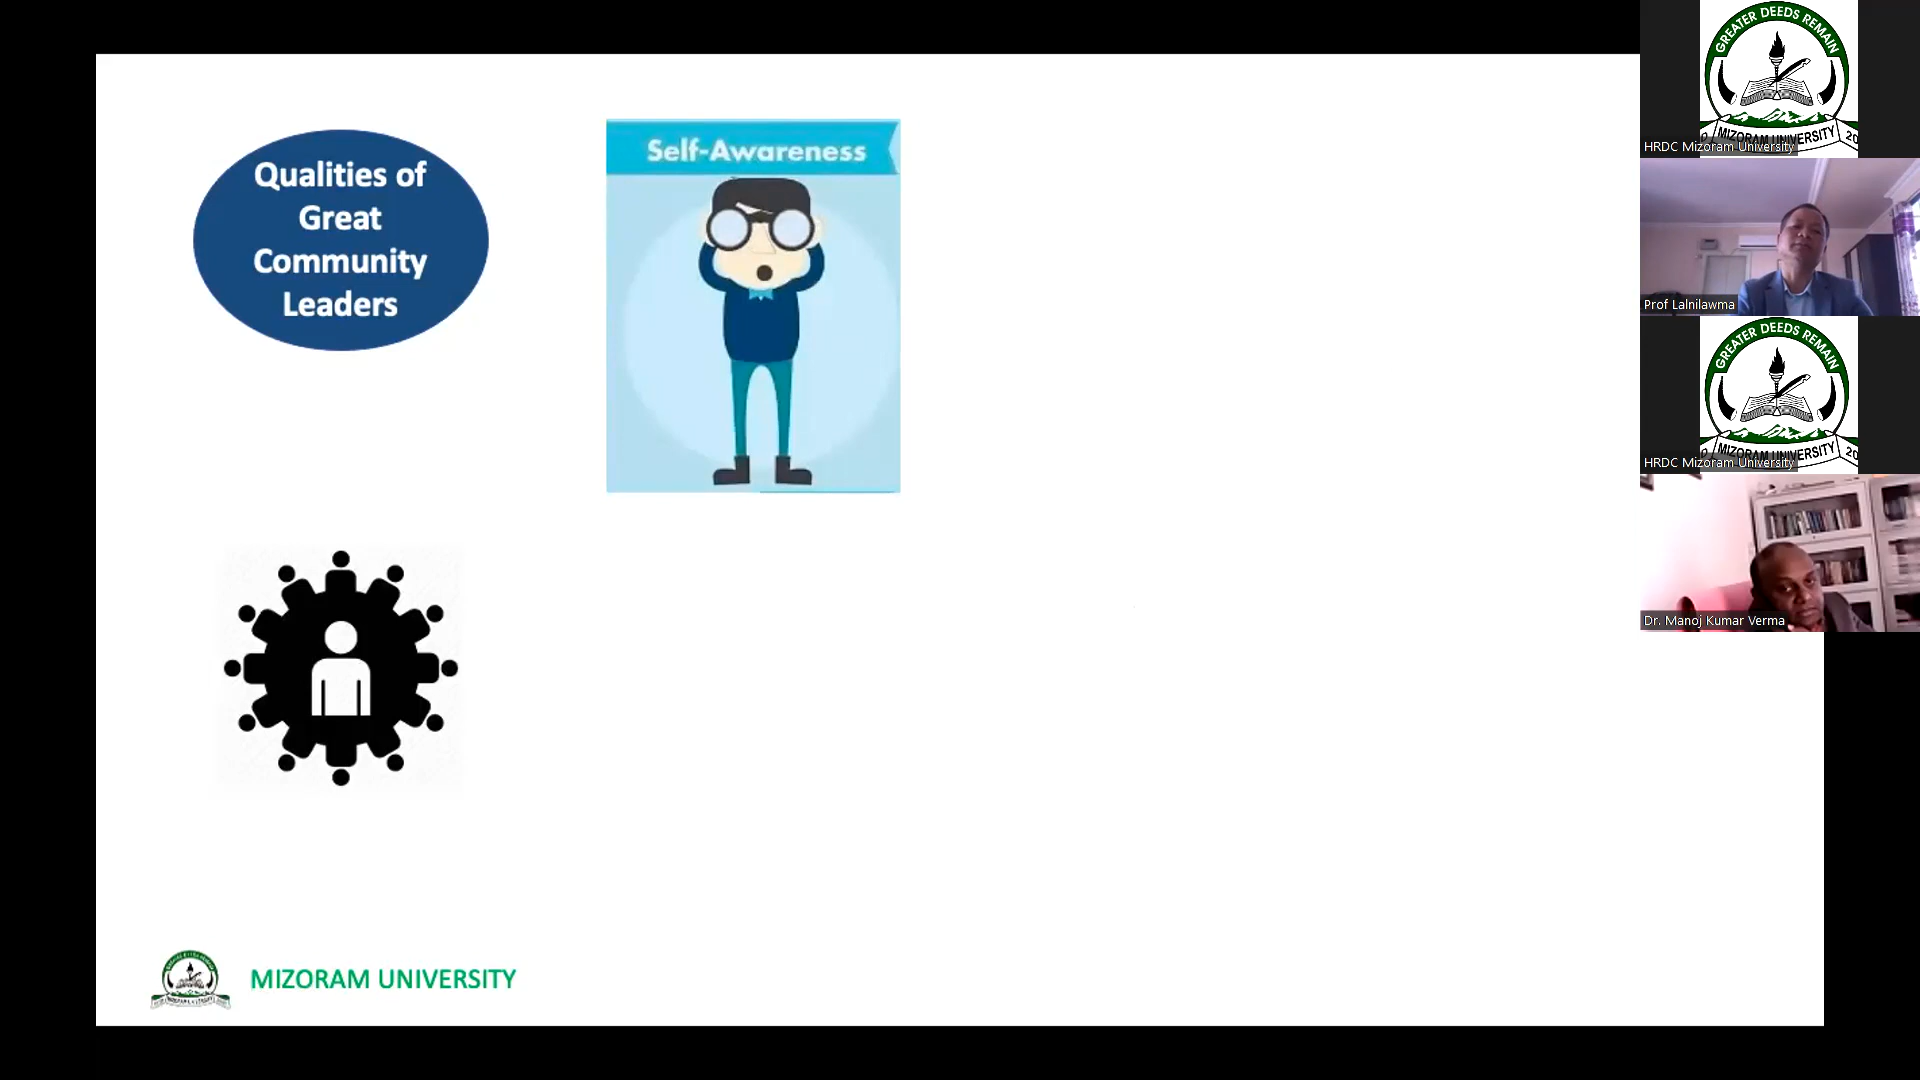 Qualities of
Great
Community
Leaders
Self-Awareness
MIZORAM UNIVERSITY
GREATER DEEDS REMAIN
MIZORAM UNIVERSITY
HRDC Mizoram University
Prof Lalnilawma
GREATER DEEDS REMAIN
MIZORAM UNIVERSITY
HRDC Mizoram University
Dr. Manoj Kumar Verma